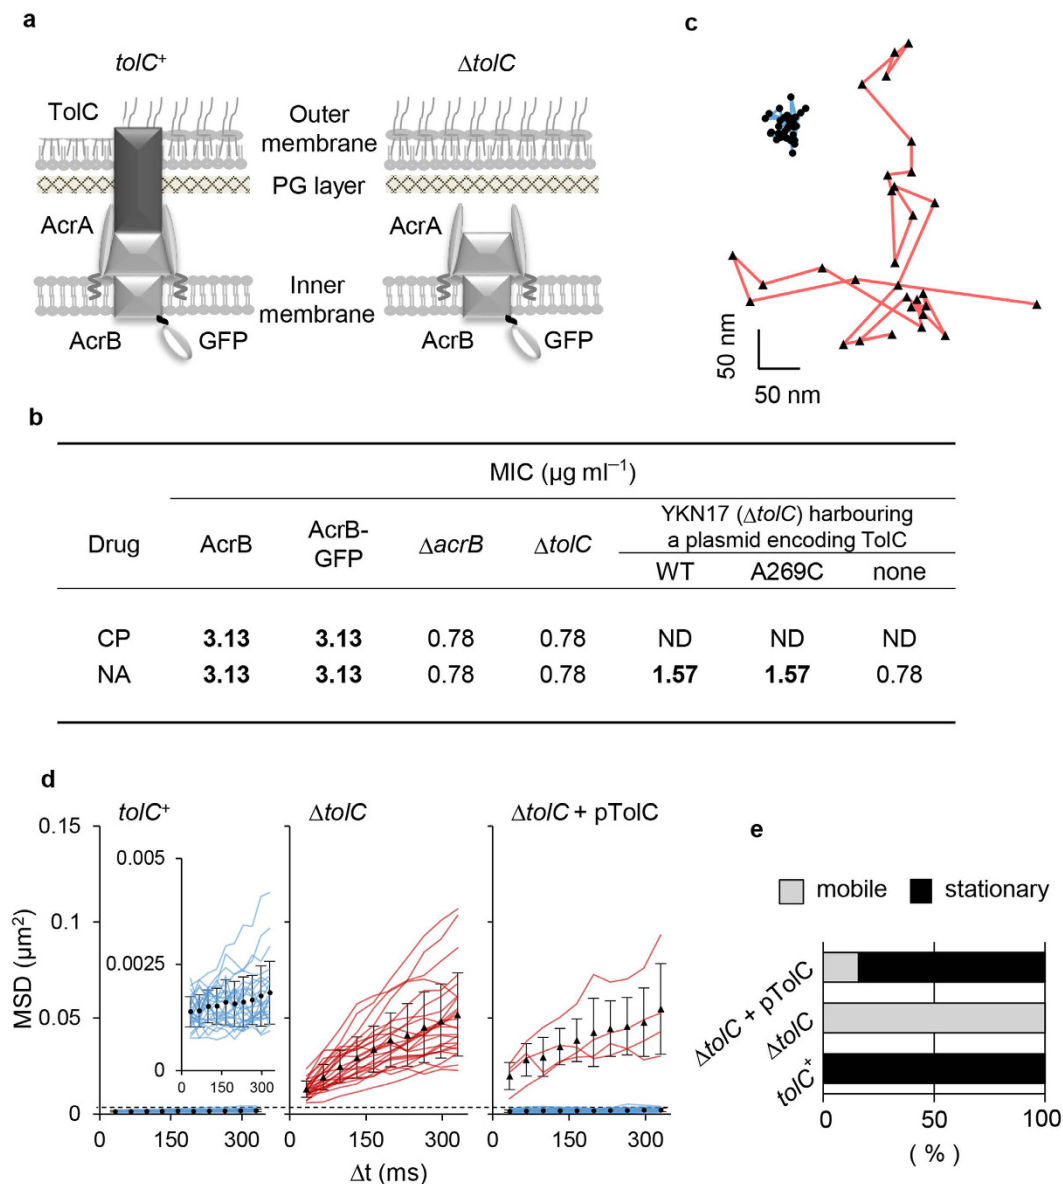 a
tolC⁺
ΔtolC
TolC
Outer membrane
PG layer
AcrA
AcrA
Inner membrane
AcrB
GFP
AcrB
GFP
c
50 nm
50 nm
b
MIC (µg ml⁻¹)
Drug
AcrB
AcrB-GFP
ΔacrB
ΔtolC
YKN17 (ΔtolC) harbouring
a plasmid encoding TolC
WT A269C none
CP 3.13 3.13 0.78 0.78 ND ND ND
NA 3.13 3.13 0.78 0.78 1.57 1.57 0.78
d
tolC⁺
ΔtolC
ΔtolC + pTolC
MSD (µm²)
0.15
0.1
0.05
0
0.005
0.0025
0
0 150 300
0 150 300
0 150 300
0 150 300
Δt (ms)
e
mobile stationary
ΔtolC + pTolC
ΔtolC
tolC⁺
0 50 100
( % )